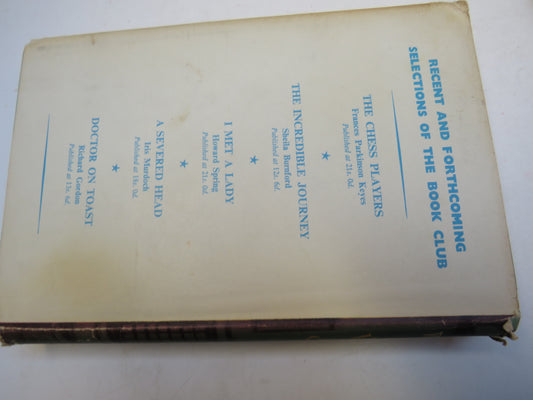 RECENT AND FORTHCOMING
SELECTIONS OF THE BOOK CLUB
THE CHESS PLAYERS
Frances Parkinson Keyes
Published at 21s. 0d.
★
THE INCREDIBLE JOURNEY
Sheila Burnford
Published at 12s. 6d.
★
I MET A LADY
Howard Spring
Published at 21s. 0d.
★
A SEVERED HEAD
Iris Murdoch
Published at 18s. 0d.
★
DOCTOR ON TOAST
Richard Gordon
Published at 13s. 6d.